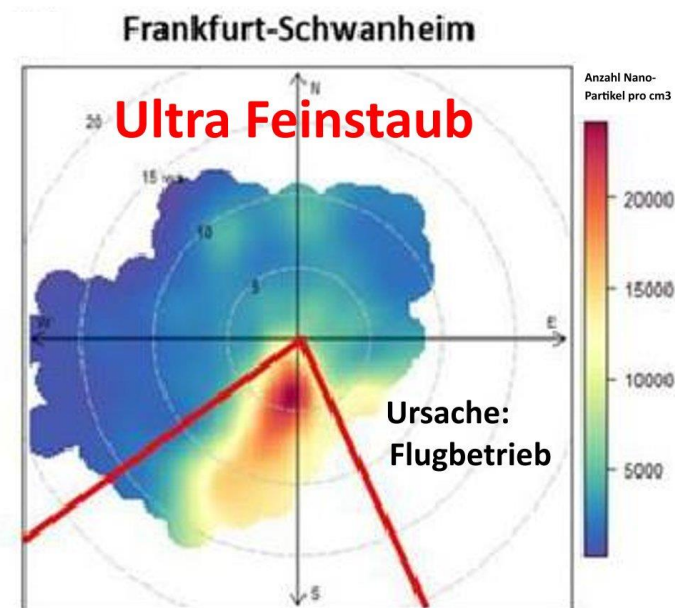 Frankfurt-Schwanheim
Anzahl Nano-
Partikel pro cm3
N
20
Ultra Feinstaub
15
20000
10
5
15000
W
E
10000
Ursache:
Flugbetrieb
5000
S